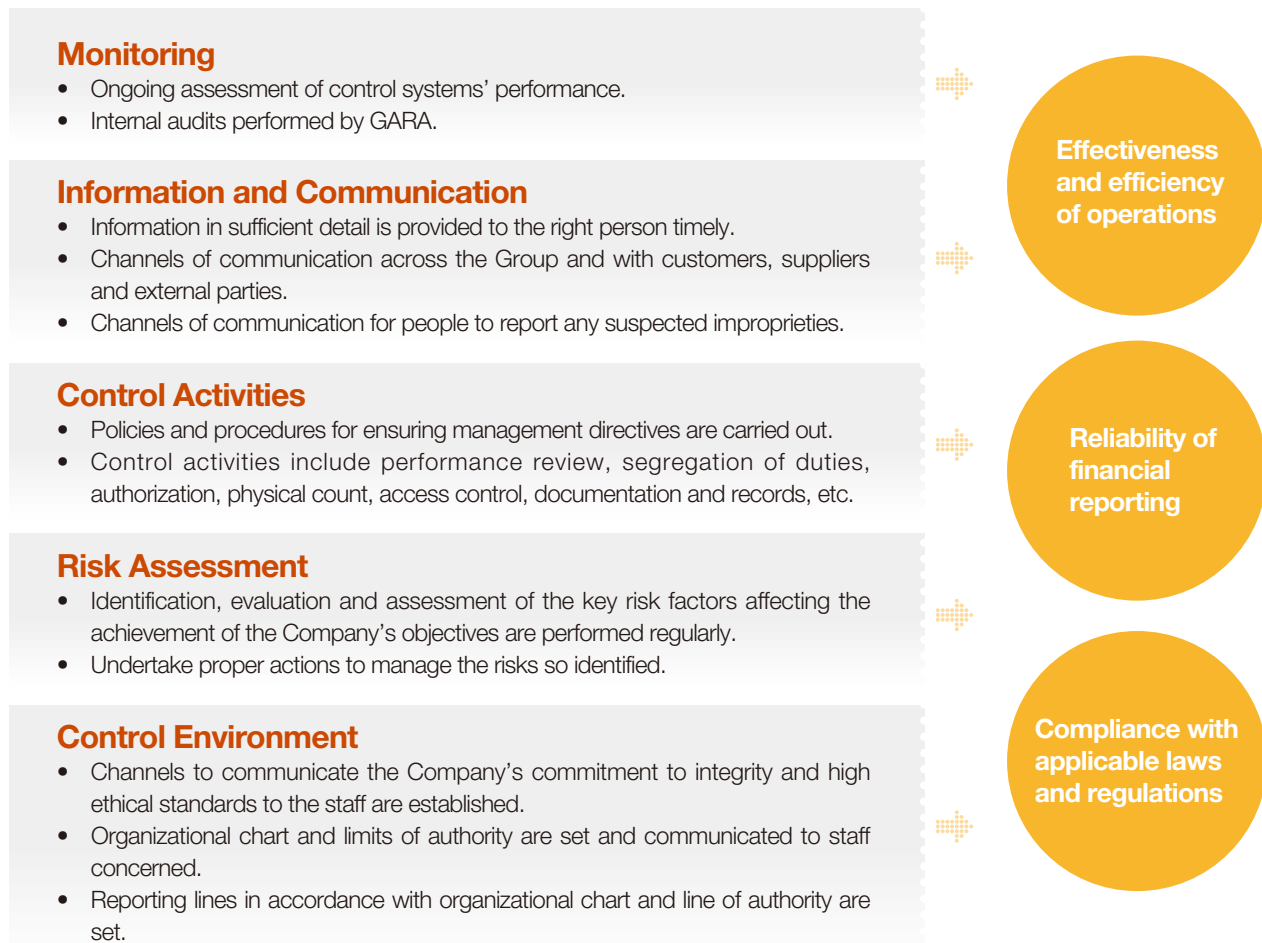 Monitoring
• Ongoing assessment of control systems’ performance.
• Internal audits performed by GARA.
Information and Communication
• Information in sufficient detail is provided to the right person timely.
• Channels of communication across the Group and with customers, suppliers
and external parties.
• Channels of communication for people to report any suspected improprieties.
Control Activities
• Policies and procedures for ensuring management directives are carried out.
• Control activities include performance review, segregation of duties,
authorization, physical count, access control, documentation and records, etc.
Risk Assessment
• Identification, evaluation and assessment of the key risk factors affecting the
achievement of the Company’s objectives are performed regularly.
• Undertake proper actions to manage the risks so identified.
Control Environment
• Channels to communicate the Company’s commitment to integrity and high
ethical standards to the staff are established.
• Organizational chart and limits of authority are set and communicated to staff
concerned.
• Reporting lines in accordance with organizational chart and line of authority are
set.
Effectiveness
and efficiency
of operations
Reliability of
financial
reporting
Compliance with
applicable laws
and regulations